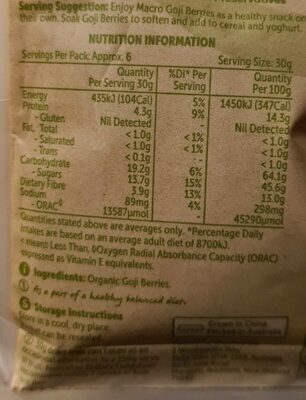 Serving Suggestion: Enjoy Macro Goji Berries as a healthy snack on
their own. Soak Goji Berries to soften and add to cereal and yoghurt.
NUTRITION INFORMATION
Servings Per Pack: Approx. 6 Serving Size: 30g
Quantity Per Serving 30g %DI* Per Serving Quantity Per 100g
Energy 435kJ (104Cal) 5% 1450kJ (347Cal)
Protein 4.3g 9% 14.3g
- Gluten Nil Detected Nil Detected
Fat, Total < 1.0g <1% < 1.0g
- Saturated < 1.0g <1% < 1.0g
- Trans < 0.1g - < 1.0g
Carbohydrate 19.2g 6% 64.1g
- Sugars 13.7g 15% 45.6g
Dietary Fibre 3.9g 13% 13.0g
Sodium 89mg 4% 298mg
- ORAC◊ 13587µmol 45290µmol
Quantities stated above are averages only. *Percentage Daily
Intakes are based on an average adult diet of 8700kJ.
< means Less Than. ◊Oxygen Radial Absorbance Capacity (ORAC)
expressed as Vitamin E equivalents.
Ingredients: Organic Goji Berries.
As a part of a healthy balanced diet.
Storage Instructions
Store in a cool, dry place.
can be resealed
Grown in China
Packed in Australia